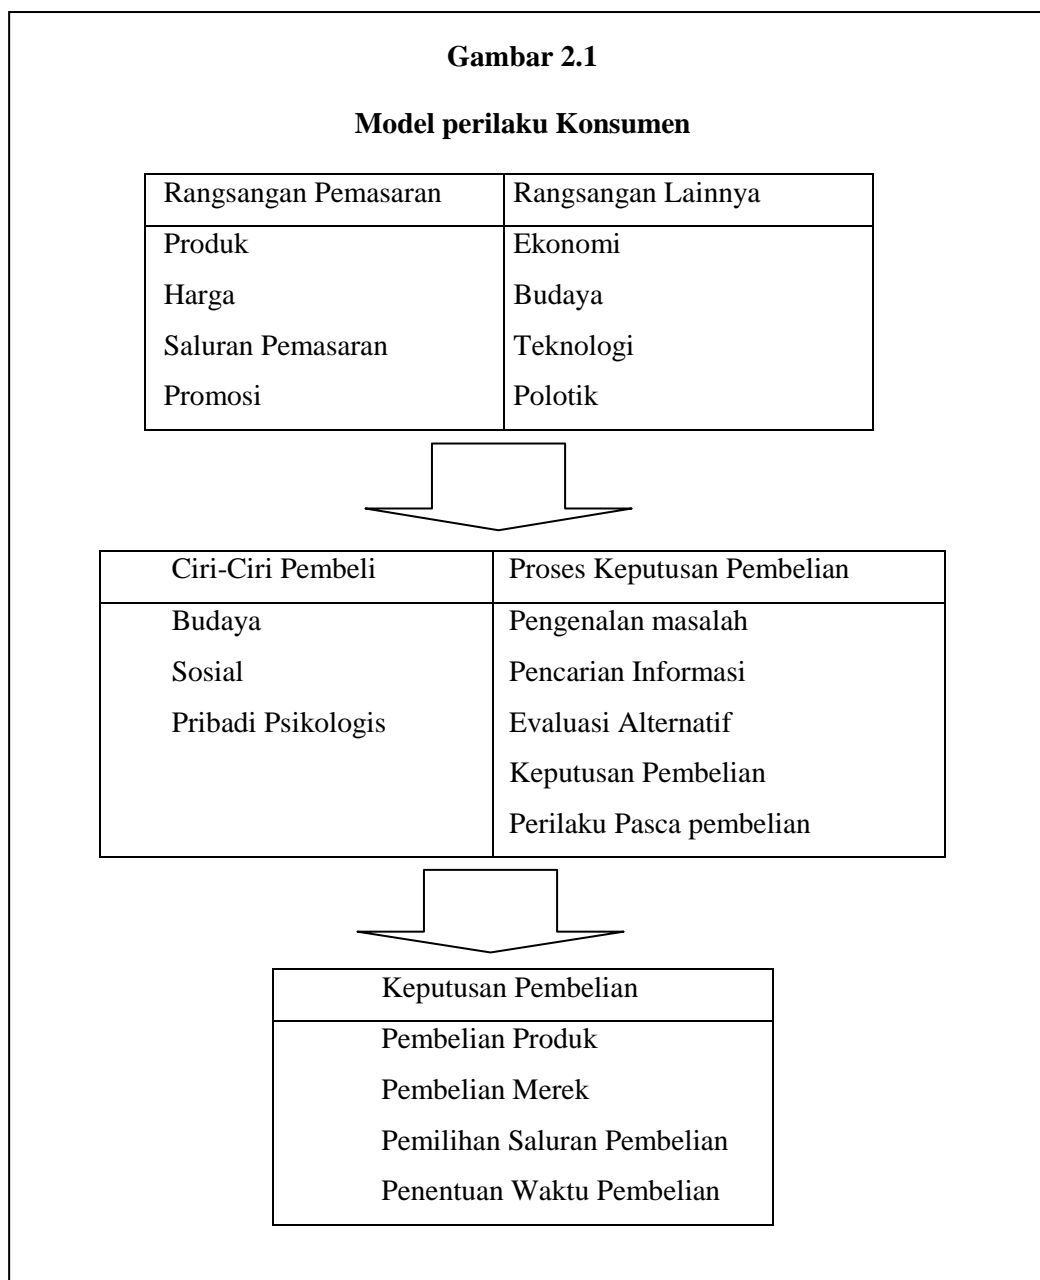 Gambar 2.1
Model perilaku Konsumen
Rangsangan Pemasaran
Rangsangan Lainnya
Produk
Harga
Saluran Pemasaran
Promosi
Ekonomi
Budaya
Teknologi
Polotik
Ciri-Ciri Pembeli
Proses Keputusan Pembelian
Budaya
Sosial
Pribadi Psikologis
Pengenalan masalah
Pencarian Informasi
Evaluasi Alternatif
Keputusan Pembelian
Perilaku Pasca pembelian
Keputusan Pembelian
Pembelian Produk
Pembelian Merek
Pemilihan Saluran Pembelian
Penentuan Waktu Pembelian